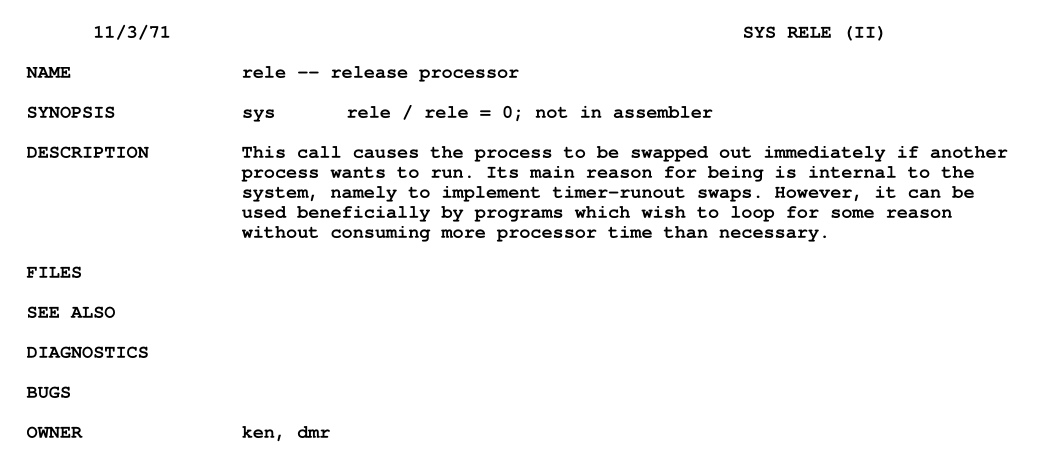 11/3/71 SYS RELE (II)
NAME rele -- release processor
SYNOPSIS sys rele / rele = 0; not in assembler
DESCRIPTION This call causes the process to be swapped out immediately if another
process wants to run. Its main reason for being is internal to the
system, namely to implement timer-runout swaps. However, it can be
used beneficially by programs which wish to loop for some reason
without consuming more processor time than necessary.
FILES
SEE ALSO
DIAGNOSTICS
BUGS
OWNER ken, dmr